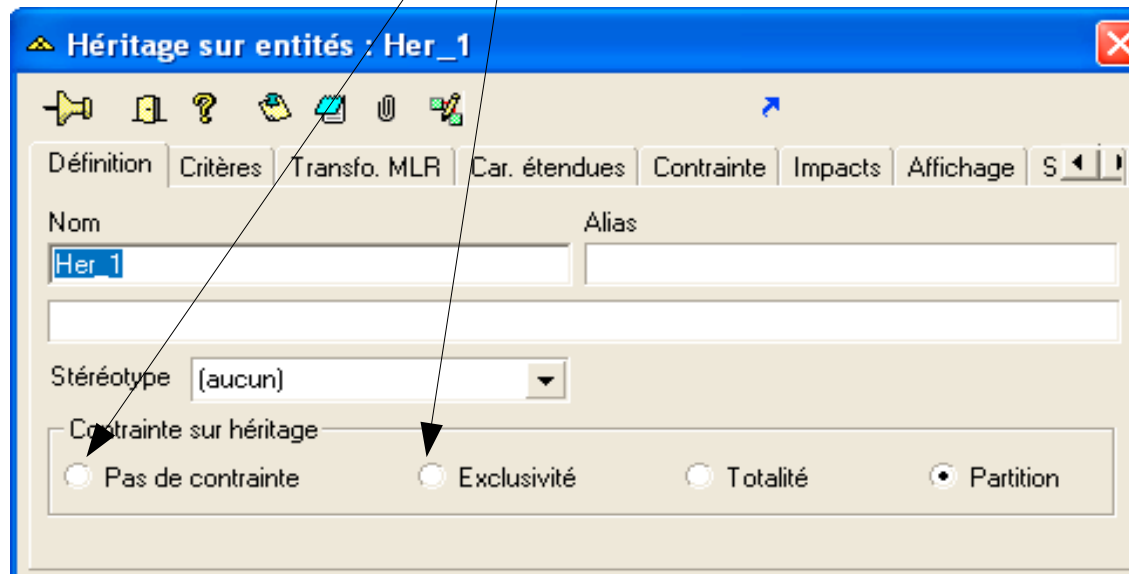 Héritage sur entités : Her_1
Définition Critères Transfo. MLR Car. étendues Contrainte Impacts Affichage S
Nom Alias
Her_1
Stéréotype (aucun)
Contrainte sur héritage
Pas de contrainte Exclusivité Totalité Partition